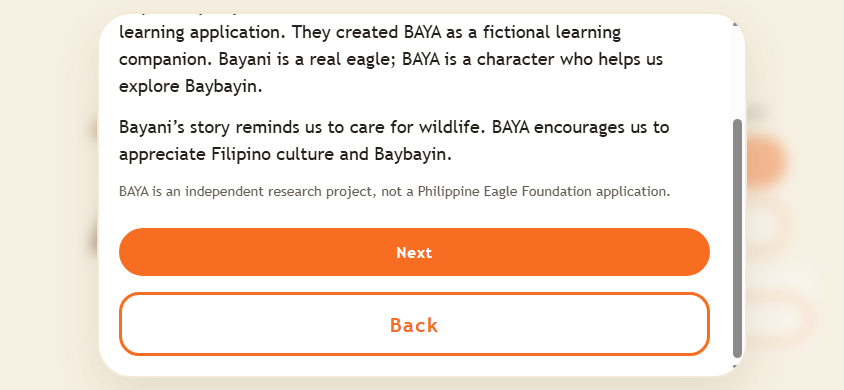 learning application. They created BAYA as a fictional learning
companion. Bayani is a real eagle; BAYA is a character who helps us
explore Baybayin.
Bayani’s story reminds us to care for wildlife. BAYA encourages us to
appreciate Filipino culture and Baybayin.
BAYA is an independent research project, not a Philippine Eagle Foundation application.
Next
Back